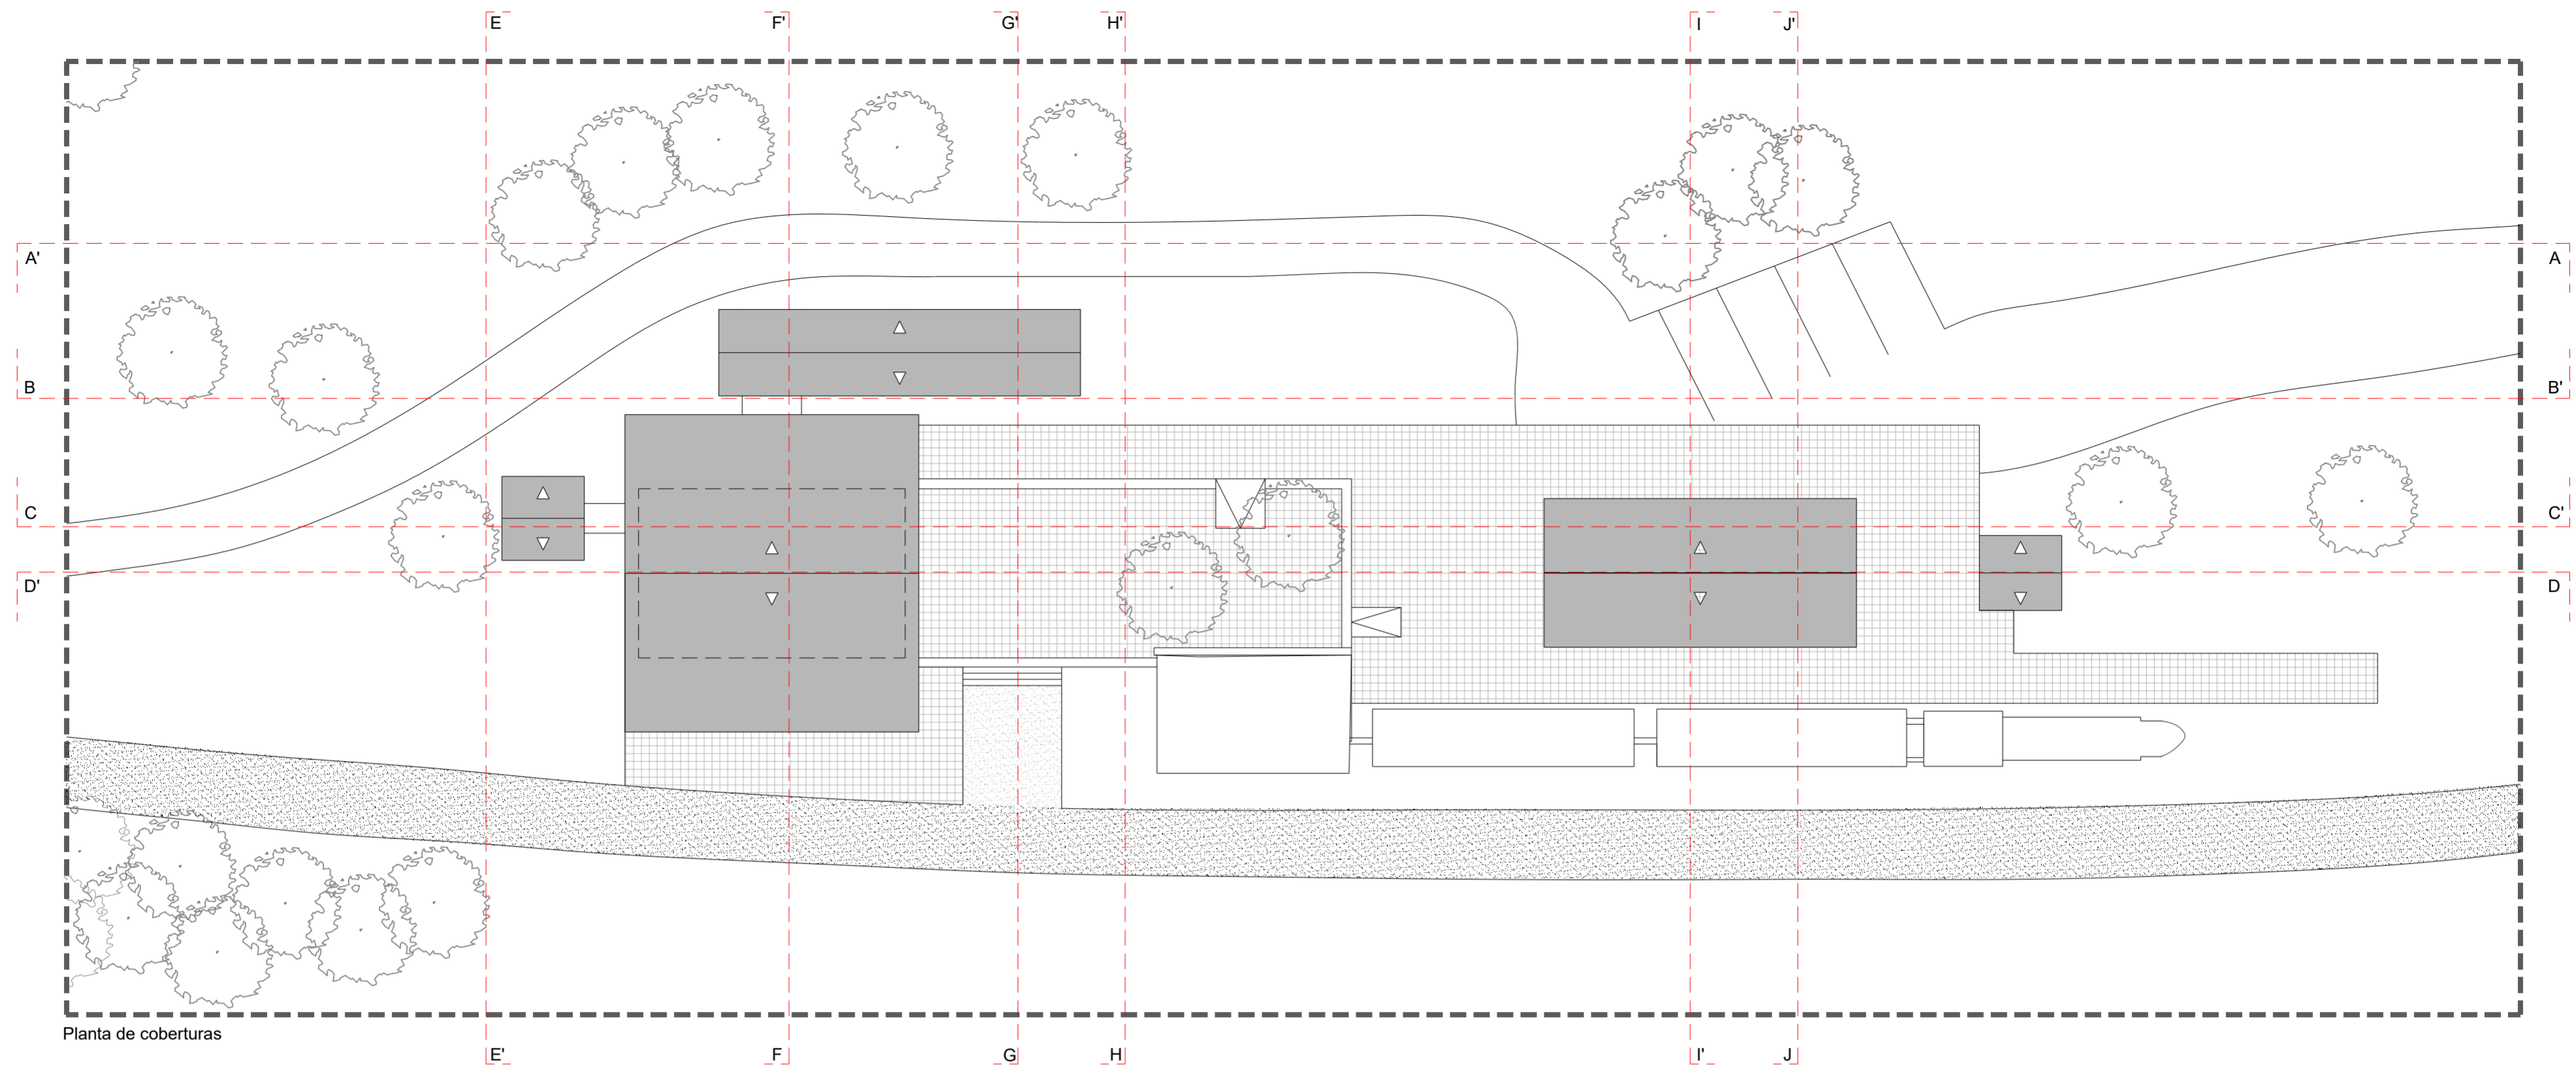 E F' G' H' I J'
A' A
B B'
C C'
D' D
Planta de coberturas
E' F G H I' J